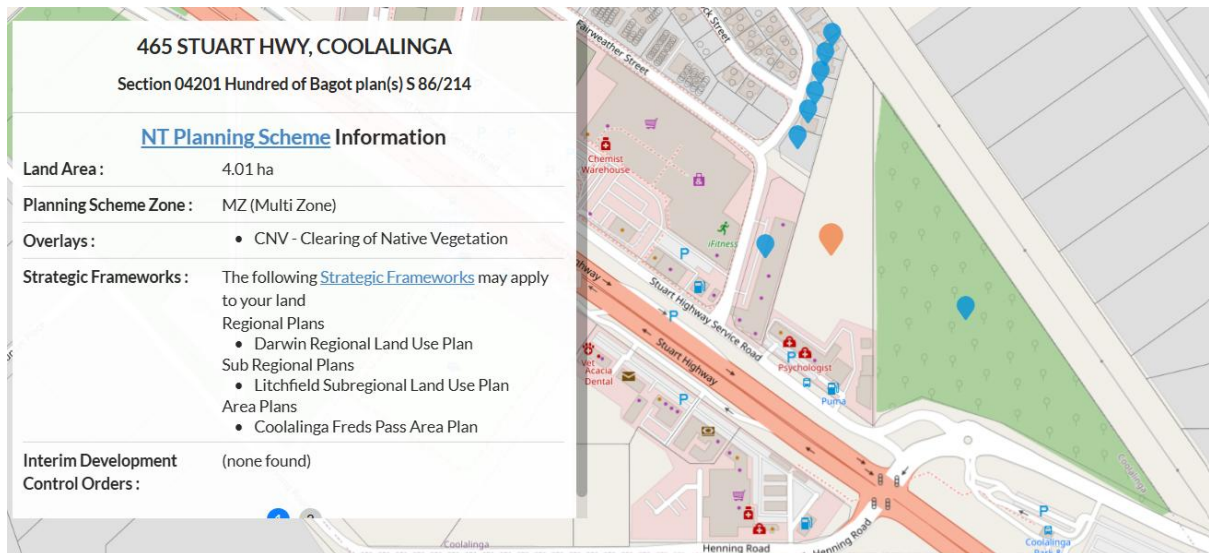 465 STUART HWY, COOLALINGA
Section 04201 Hundred of Bagot plan(s) S 86/214
NT Planning Scheme Information
Land Area : 4.01 ha
Planning Scheme Zone : MZ (Multi Zone)
Overlays : • CNV - Clearing of Native Vegetation
Strategic Frameworks : The following Strategic Frameworks may apply
to your land
Regional Plans
• Darwin Regional Land Use Plan
Sub Regional Plans
• Litchfield Subregional Land Use Plan
Area Plans
• Coolalinga Freds Pass Area Plan
Interim Development (none found)
Control Orders :
Fairweather Street
Chemist
Warehouse
iFitness
P
Stuart Highway Service Road
P
Stuart Highway
Psychologist
P
Puma
Vet
Acacia
Dental
P
Coolalinga
P
Coolalinga
Henning Road
Henning Road
Coolalinga